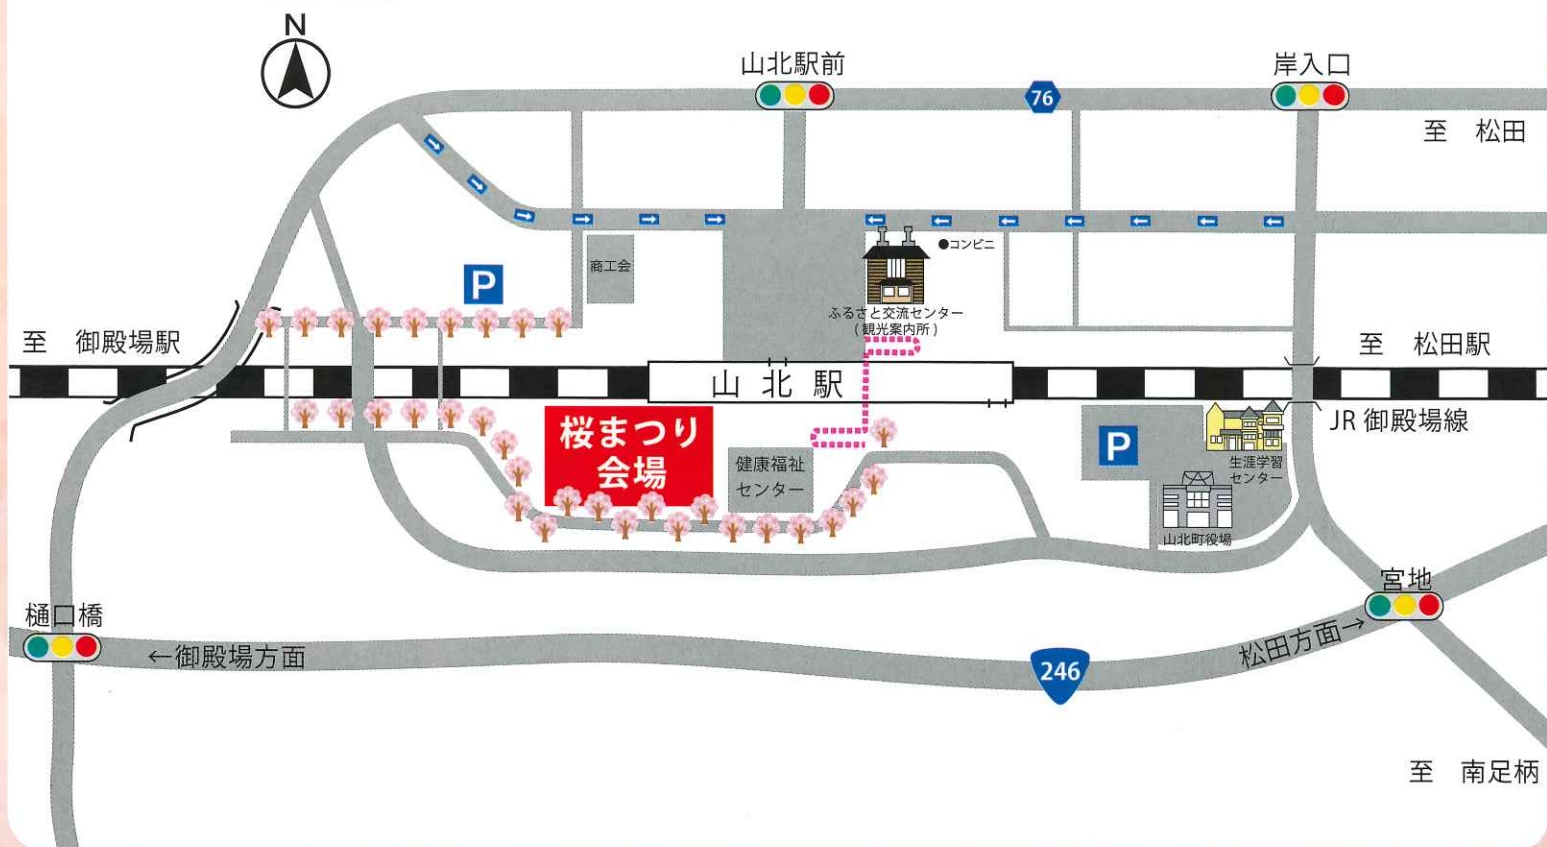 N
山北駅前
岸入口
76
至 松田
商工会
●コンビニ
P
ふるさと交流センター
(観光案内所)
至 御殿場駅
至 松田駅
山北駅
JR御殿場線
桜まつり
会場
健康福祉
センター
P
生涯学習
センター
山北町役場
宮地
樋口橋
←御殿場方面
246
松田方面→
至 南足柄